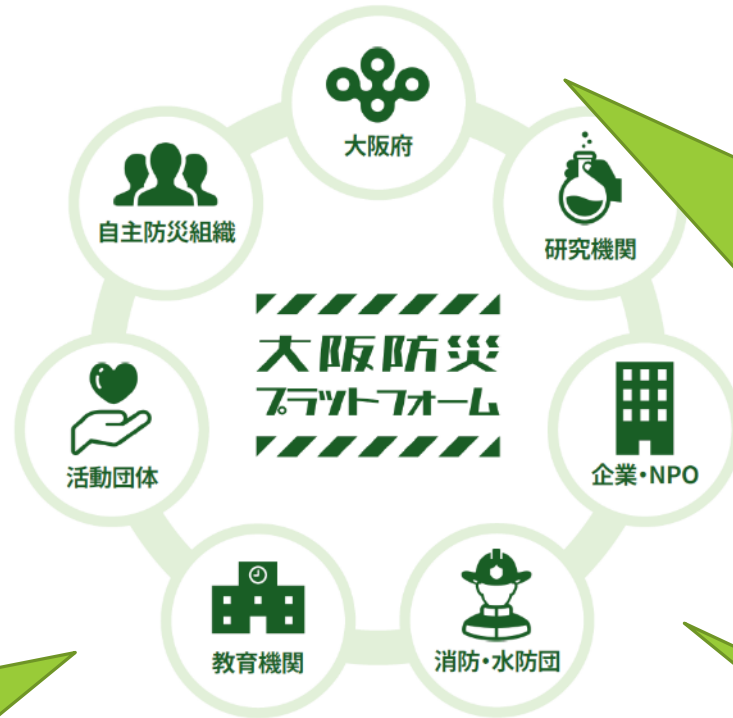 大阪府
自主防災組織
研究機関
大阪防災
プラットフォーム
活動団体
企業・NPO
教育機関
消防・水防団